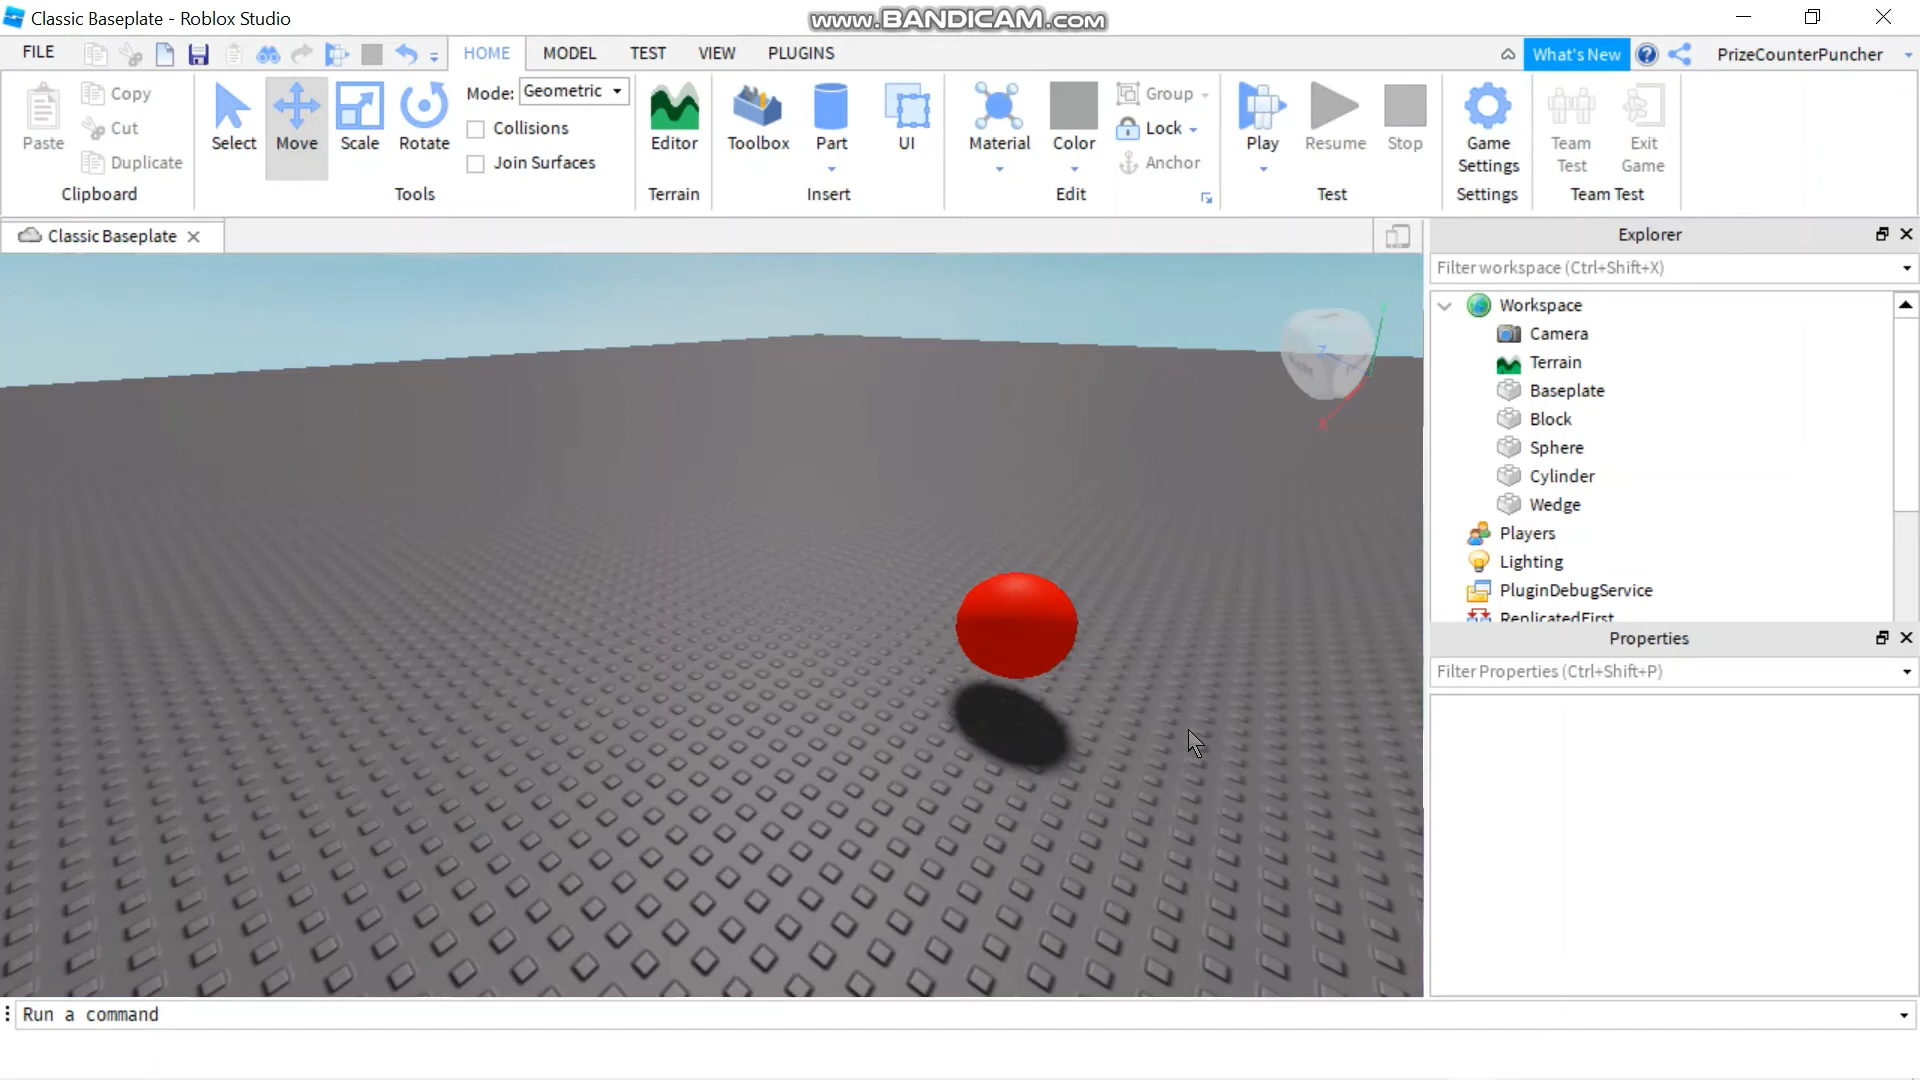 Classic Baseplate - Roblox Studio
www.BANDICAM.com
FILE
HOME
MODEL
TEST
VIEW
PLUGINS
What's New
PrizeCounterPuncher
Paste
Copy
Cut
Duplicate
Clipboard
Select
Move
Scale
Rotate
Mode: Geometric
Collisions
Join Surfaces
Tools
Editor
Terrain
Toolbox
Part
UI
Insert
Material
Color
Group
Lock
Anchor
Edit
Play
Resume
Stop
Test
Game
Settings
Settings
Team
Test
Exit
Game
Team Test
Classic Baseplate
Explorer
Filter workspace (Ctrl+Shift+X)
Workspace
Camera
Terrain
Baseplate
Block
Sphere
Cylinder
Wedge
Players
Lighting
PluginDebugService
ReplicatedFirst
Z
X
Properties
Filter Properties (Ctrl+Shift+P)
Run a command